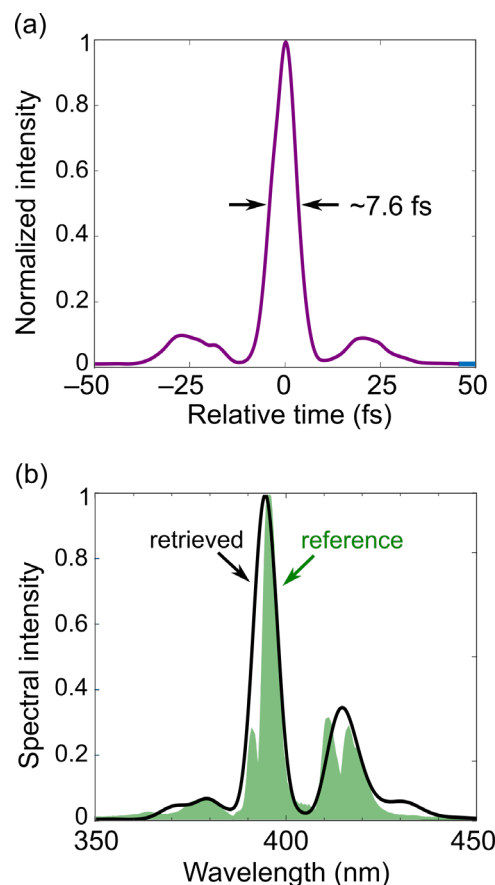 (a)
1
0.8
0.6
0.4
0.2
0
Normalized intensity
~7.6 fs
–50
–25
0
25
50
Relative time (fs)
(b)
1
0.8
0.6
0.4
0.2
0
Spectral intensity
retrieved
reference
350
400
450
Wavelength (nm)